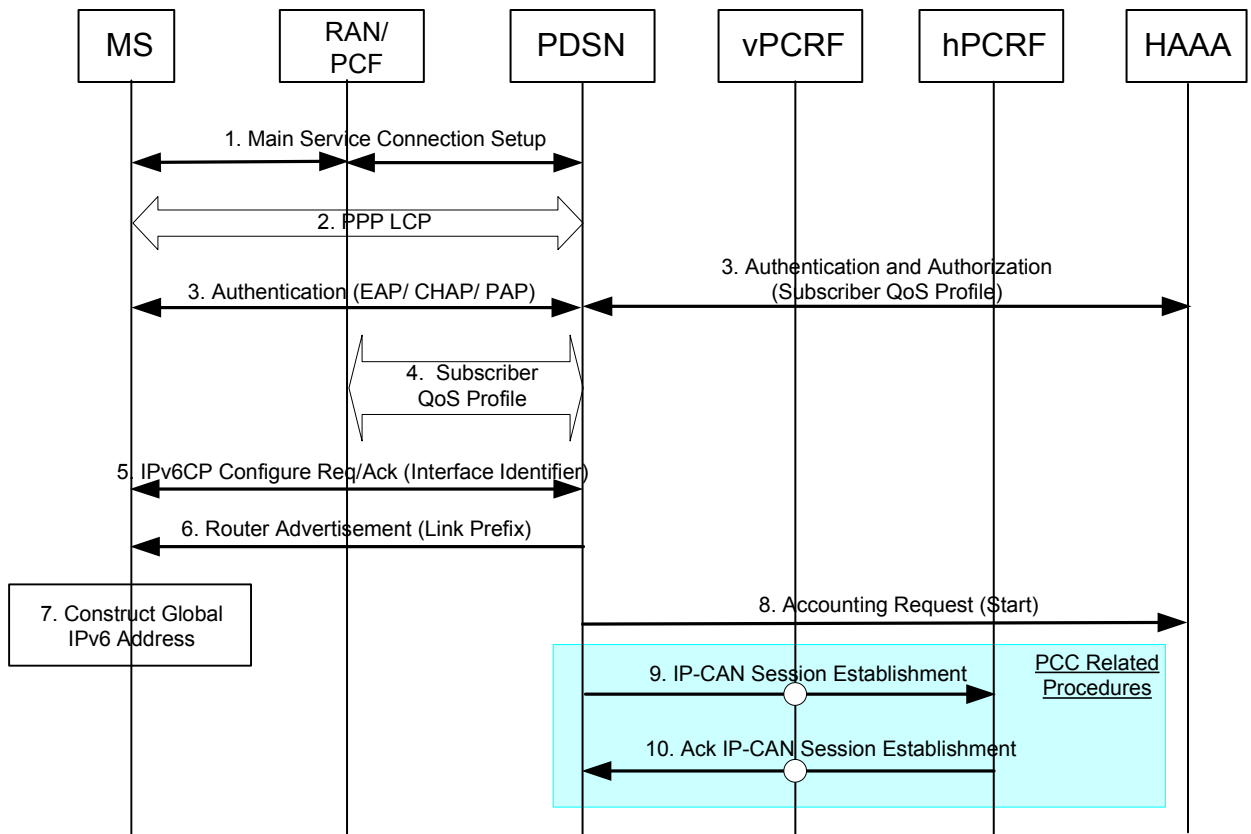 MS
RAN/
PCF
PDSN
vPCRF
hPCRF
HAAA
1. Main Service Connection Setup
2. PPP LCP
3. Authentication (EAP/ CHAP/ PAP)
3. Authentication and Authorization
(Subscriber QoS Profile)
4. Subscriber
QoS Profile
5. IPv6CP Configure Req/Ack (Interface Identifier)
6. Router Advertisement (Link Prefix)
7. Construct Global
IPv6 Address
8. Accounting Request (Start)
PCC Related
Procedures
9. IP-CAN Session Establishment
10. Ack IP-CAN Session Establishment